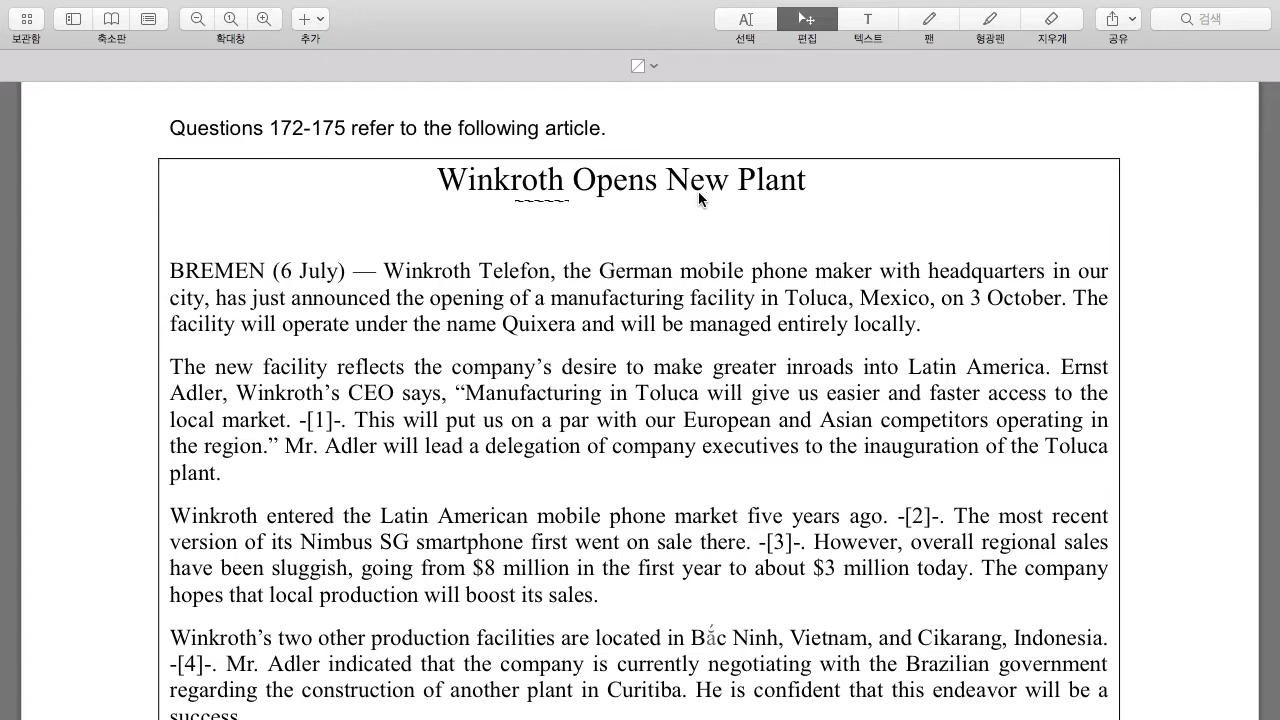 보관함 축소판 확대창 추가 선택 편집 텍스트 펜 형광펜 지우개 공유 검색
Questions 172-175 refer to the following article.
Winkroth Opens New Plant
BREMEN (6 July) — Winkroth Telefon, the German mobile phone maker with headquarters in our
city, has just announced the opening of a manufacturing facility in Toluca, Mexico, on 3 October. The
facility will operate under the name Quixera and will be managed entirely locally.
The new facility reflects the company’s desire to make greater inroads into Latin America. Ernst
Adler, Winkroth’s CEO says, “Manufacturing in Toluca will give us easier and faster access to the
local market. -[1]-. This will put us on a par with our European and Asian competitors operating in
the region.” Mr. Adler will lead a delegation of company executives to the inauguration of the Toluca
plant.
Winkroth entered the Latin American mobile phone market five years ago. -[2]-. The most recent
version of its Nimbus SG smartphone first went on sale there. -[3]-. However, overall regional sales
have been sluggish, going from $8 million in the first year to about $3 million today. The company
hopes that local production will boost its sales.
Winkroth’s two other production facilities are located in Bắc Ninh, Vietnam, and Cikarang, Indonesia.
-[4]-. Mr. Adler indicated that the company is currently negotiating with the Brazilian government
regarding the construction of another plant in Curitiba. He is confident that this endeavor will be a
success.